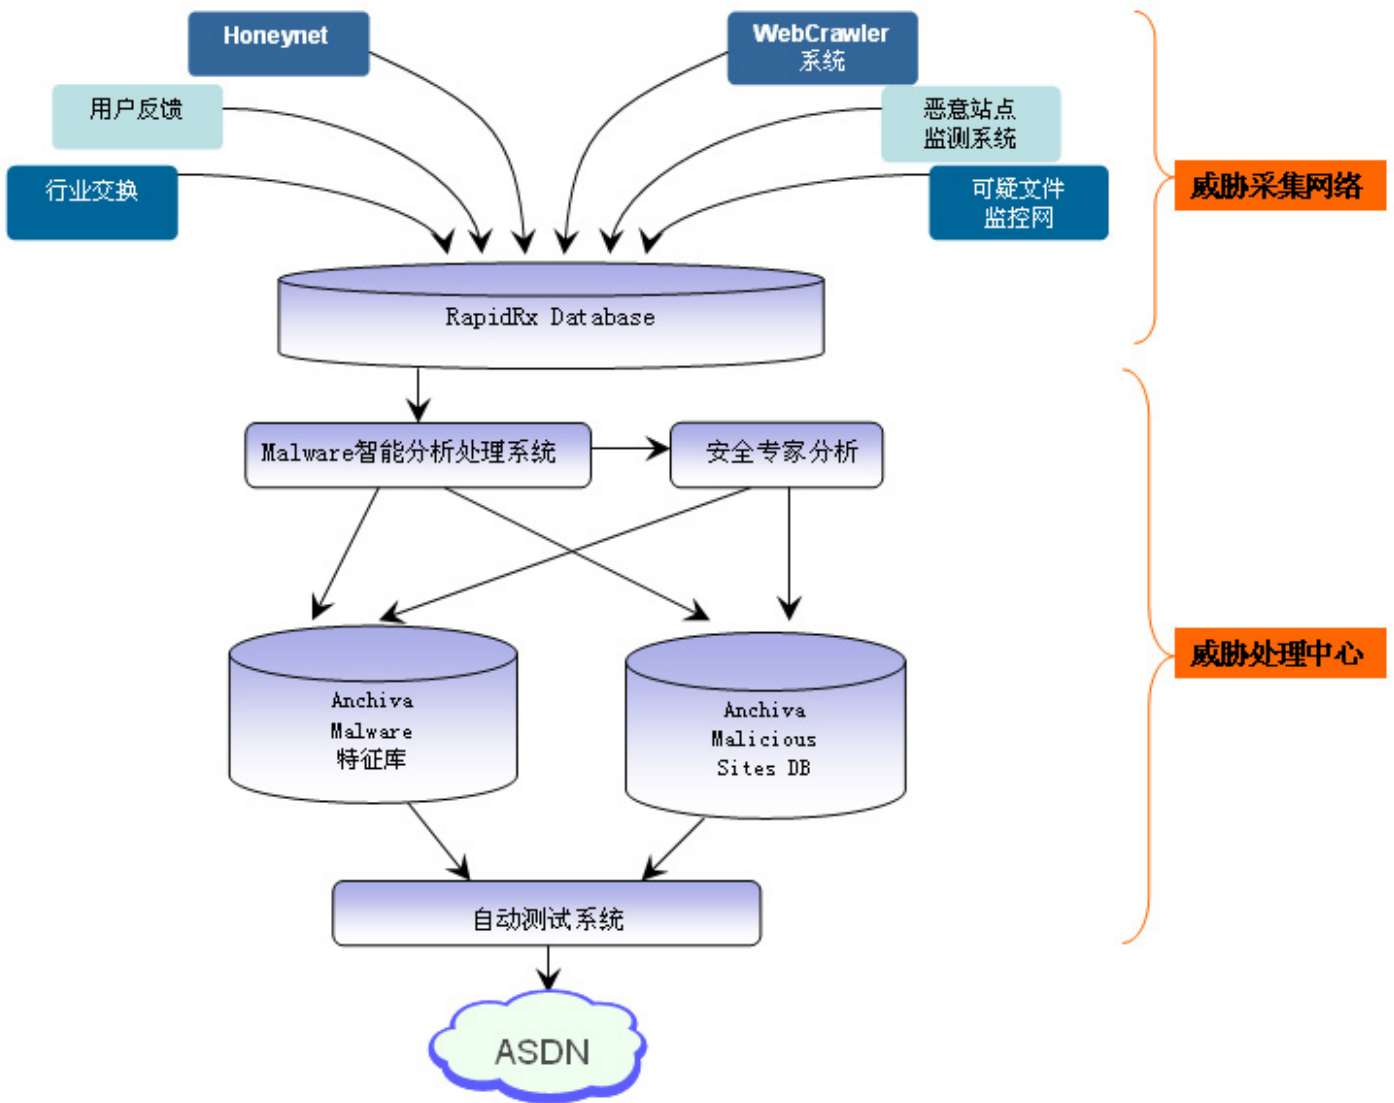 Honeynet
WebCrawler
系统
用户反馈
恶意站点
监测系统
行业交换
可疑文件
监控网
威胁采集网络
RapidRx Database
Malware智能分析处理系统
安全专家分析
威胁处理中心
Anchiva
Malware
特征库
Anchiva
Malicious
Sites DB
自动测试系统
ASDN